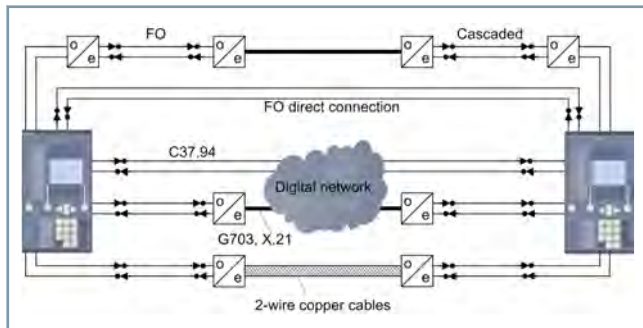 FO
Cascaded
o
e
o
e
o
e
o
e
FO direct connection
C37.94
Digital network
o
e
o
e
G703, X.21
o
e
o
e
2-wire copper cables